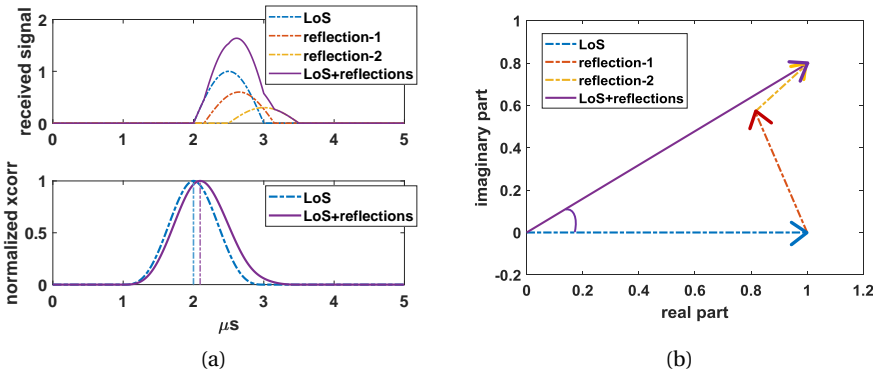 received signal
2
1
0
0
1
2
3
4
5
LoS
reflection-1
reflection-2
LoS+reflections
normalized xcorr
1
0.5
0
0
1
2
3
4
5
LoS
LoS+reflections
μs
(a)
imaginary part
1
0.8
0.6
0.4
0.2
0
-0.2
0
0.2
0.4
0.6
0.8
1
1.2
LoS
reflection-1
reflection-2
LoS+reflections
real part
(b)